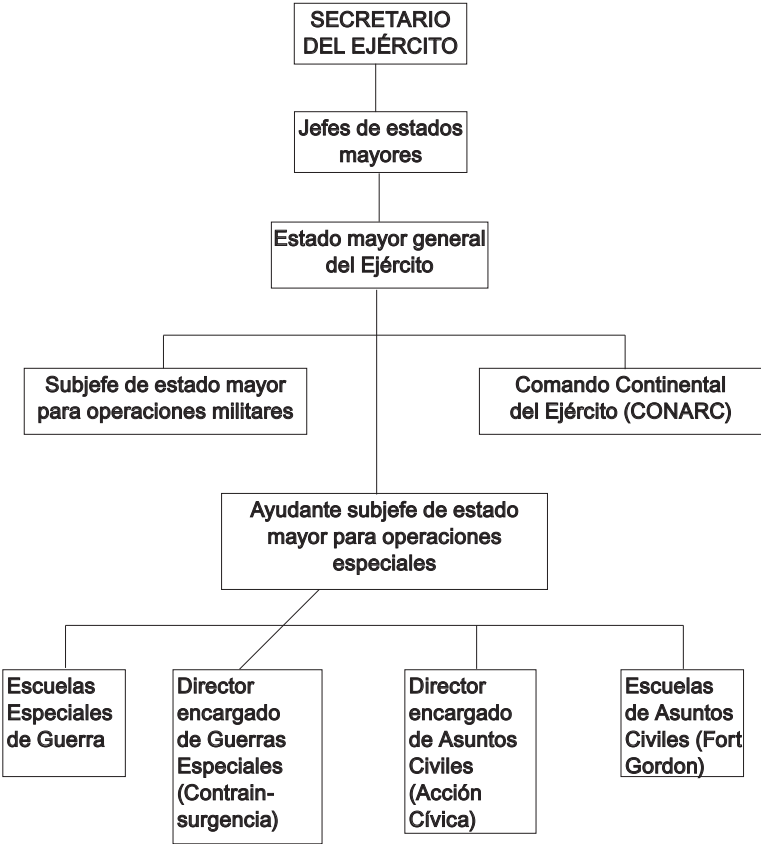 SECRETARIO
DEL EJÉRCITO
Jefes de estados
mayores
Estado mayor general
del Ejército
Subjefe de estado mayor
para operaciones militares
Comando Continental
del Ejército (CONARC)
Ayudante subjefe de estado
mayor para operaciones
especiales
Escuelas
Especiales
de Guerra
Director
encargado
de Guerras
Especiales
(Contrain-
surgencia)
Director
encargado
de Asuntos
Civiles
(Acción
Cívica)
Escuelas
de Asuntos
Civiles (Fort
Gordon)